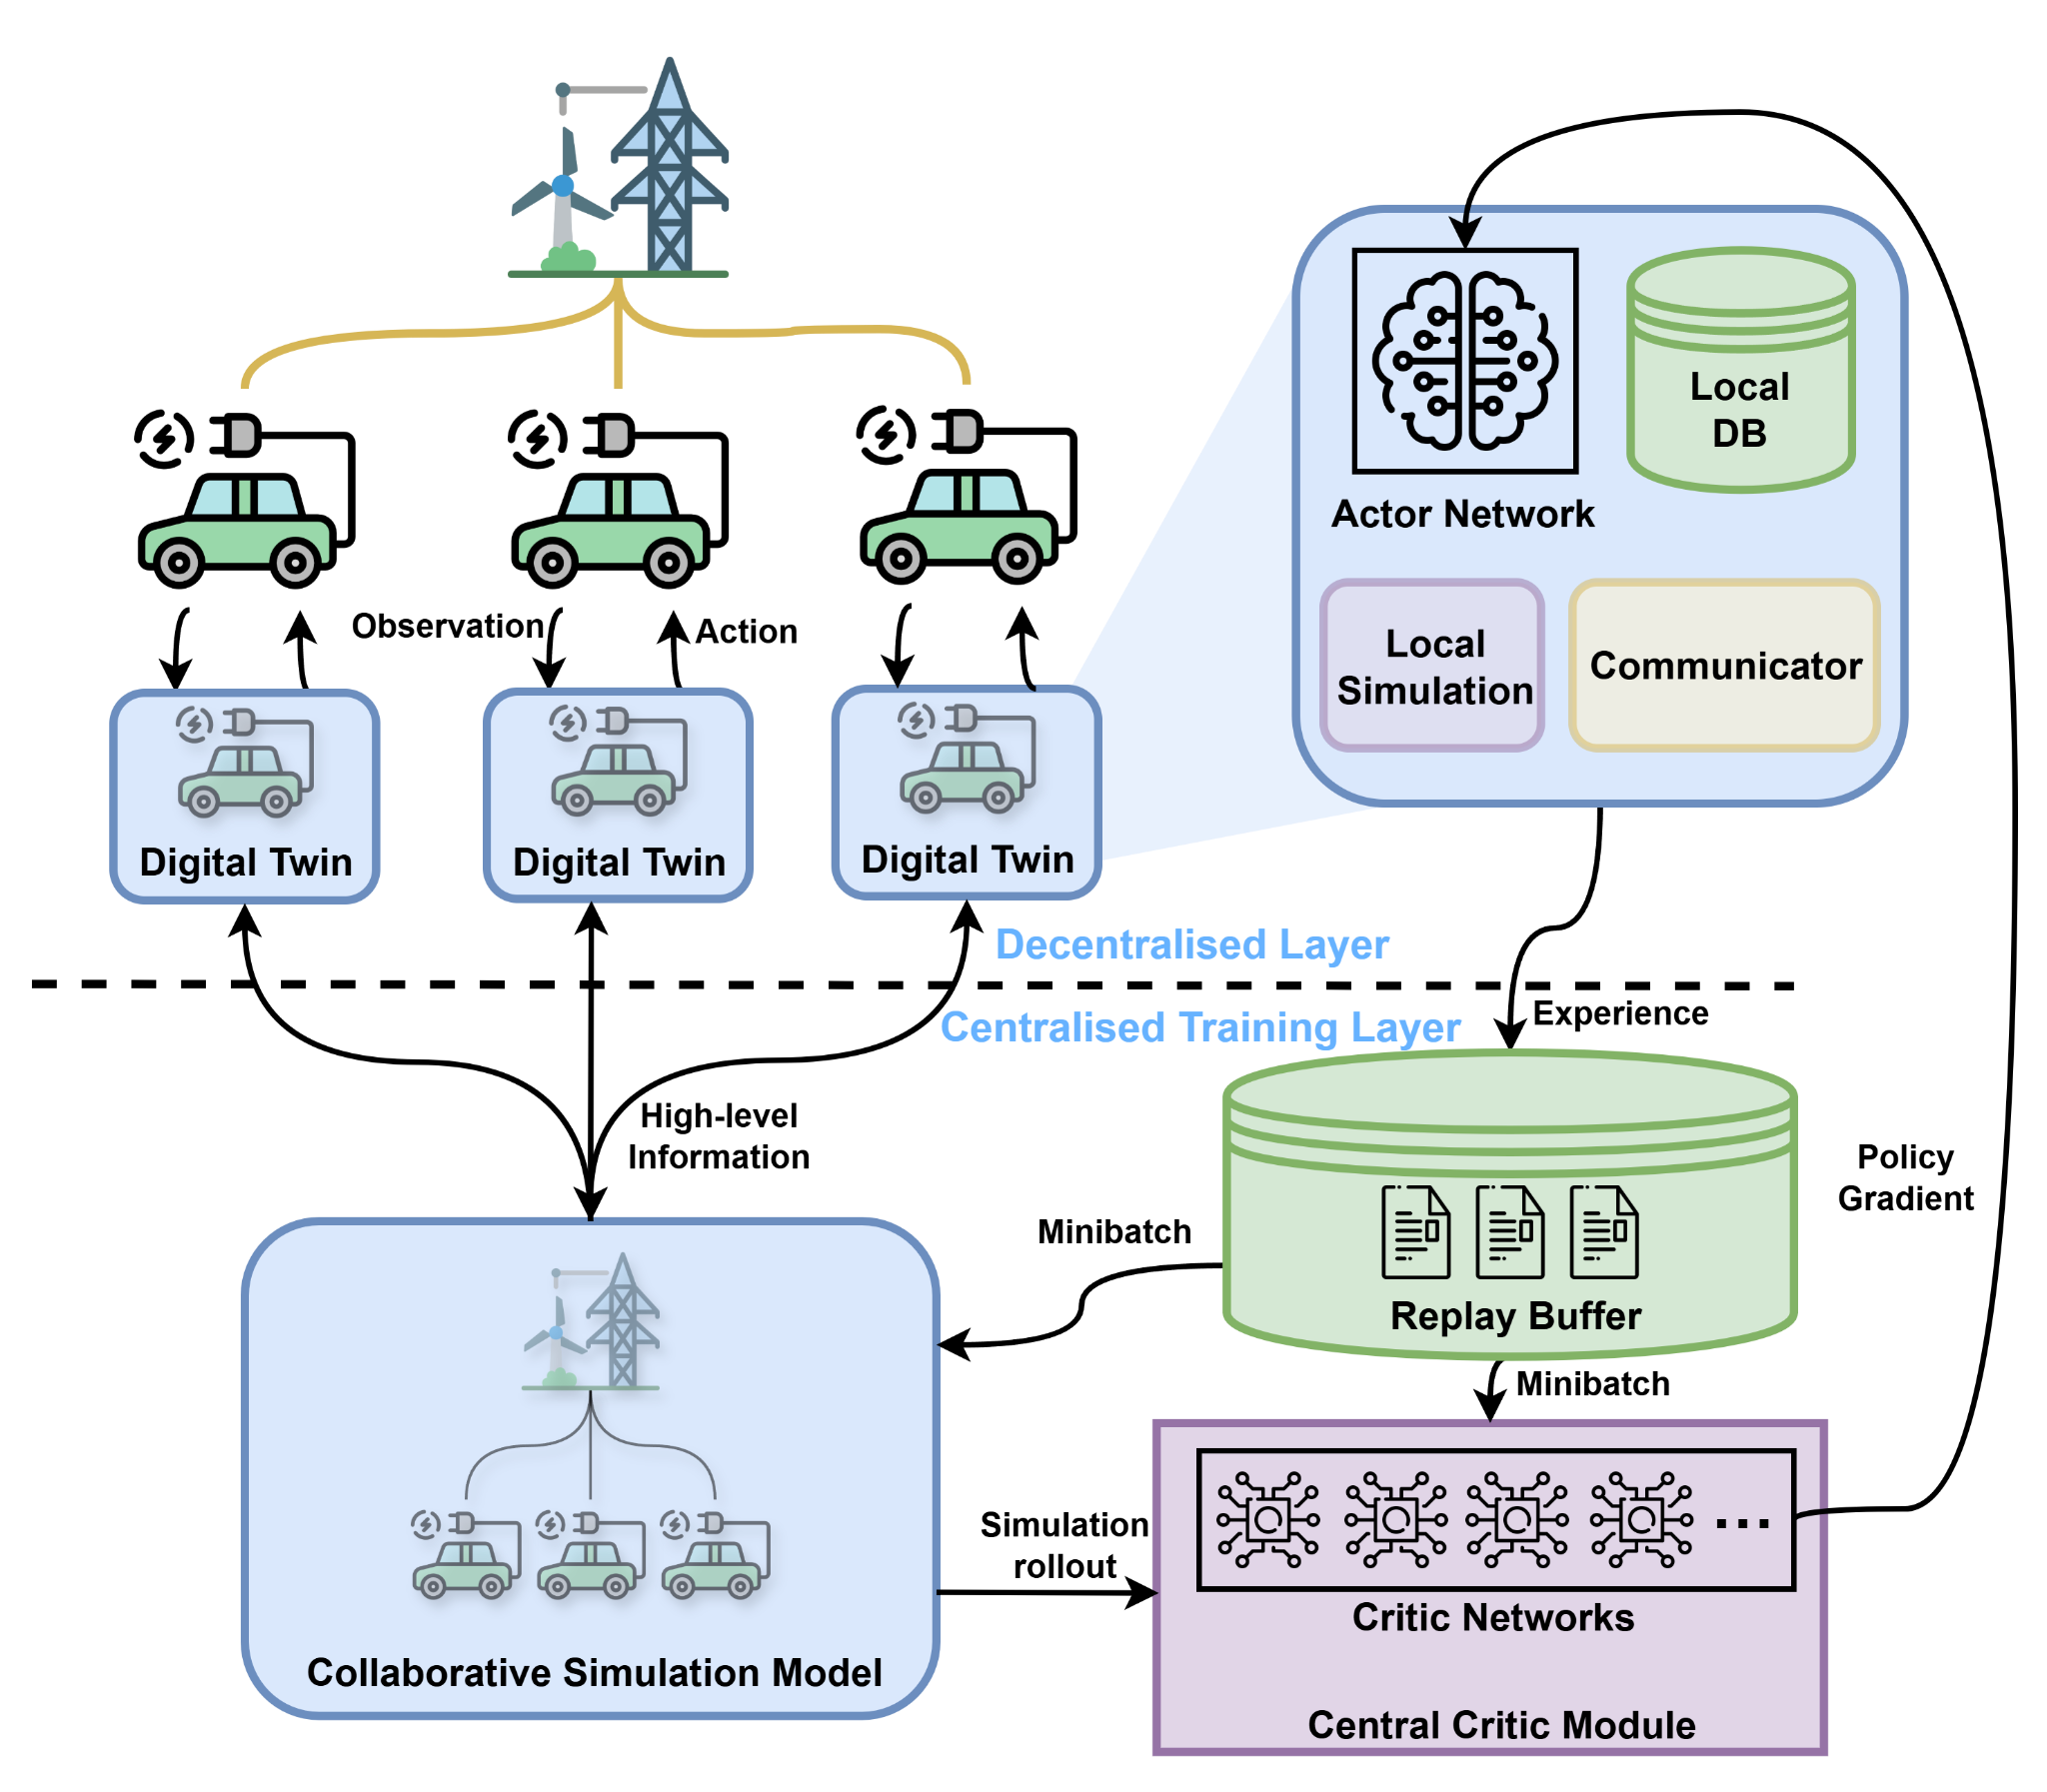 Local
DB
Actor Network
Observation
Action
Local
Simulation
Communicator
Digital Twin
Digital Twin
Digital Twin
Decentralised Layer
Centralised Training Layer
Experience
High-level
Information
Policy
Gradient
Minibatch
Replay Buffer
Minibatch
Simulation
rollout
...
Critic Networks
Collaborative Simulation Model
Central Critic Module